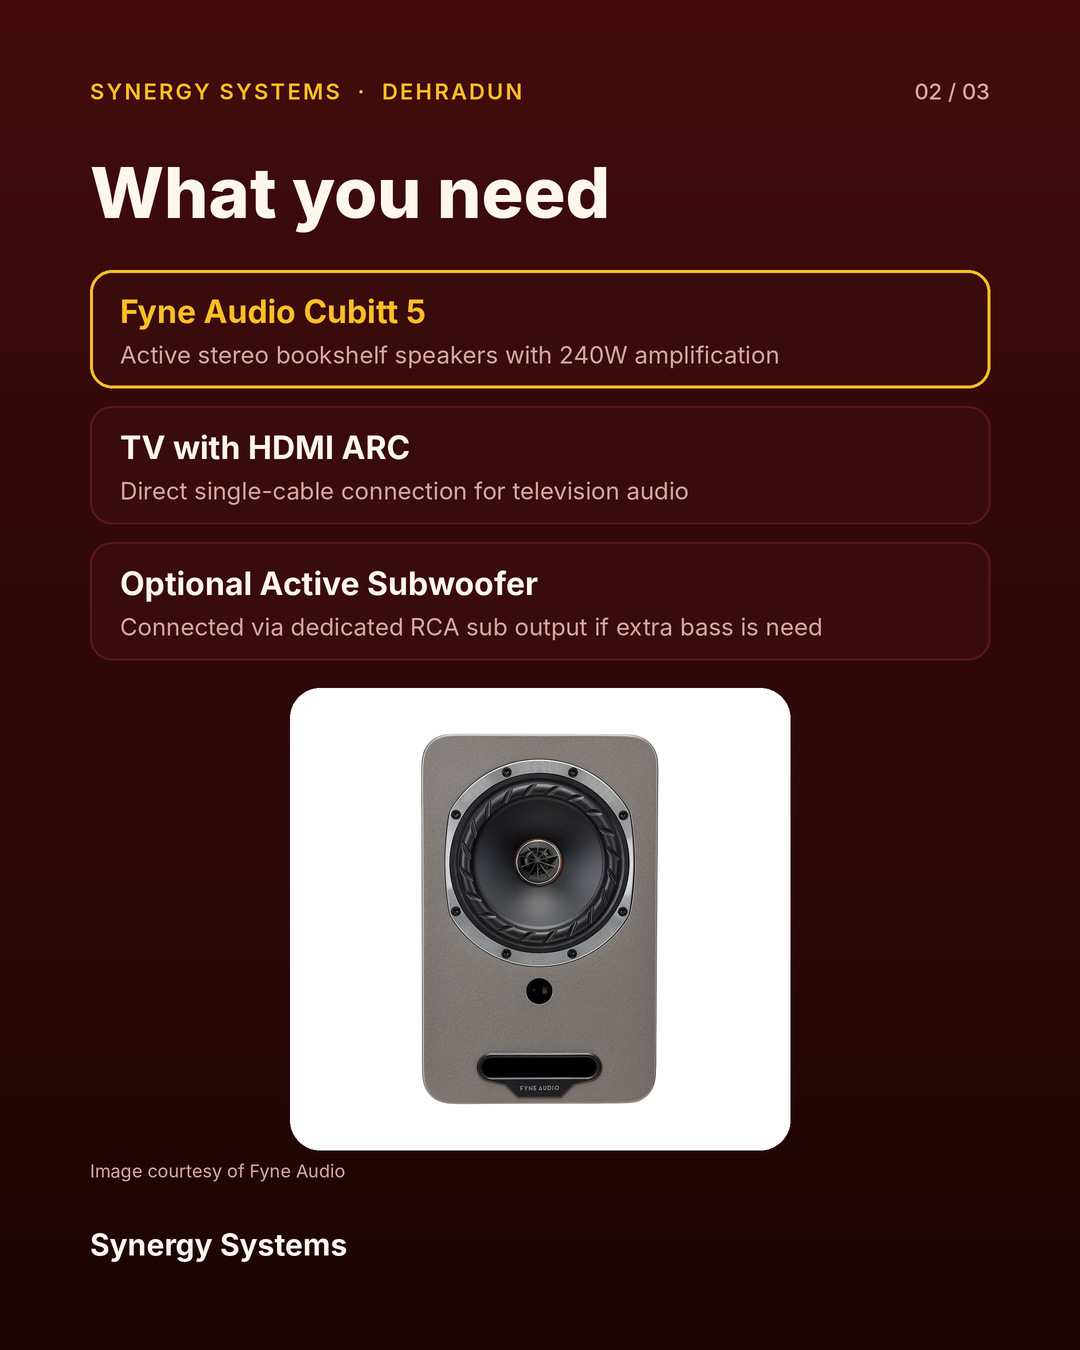 SYNERGY SYSTEMS · DEHRADUN
02 / 03
What you need
Fyne Audio Cubitt 5
Active stereo bookshelf speakers with 240W amplification
TV with HDMI ARC
Direct single-cable connection for television audio
Optional Active Subwoofer
Connected via dedicated RCA sub output if extra bass is need
FYNE AUDIO
Image courtesy of Fyne Audio
Synergy Systems